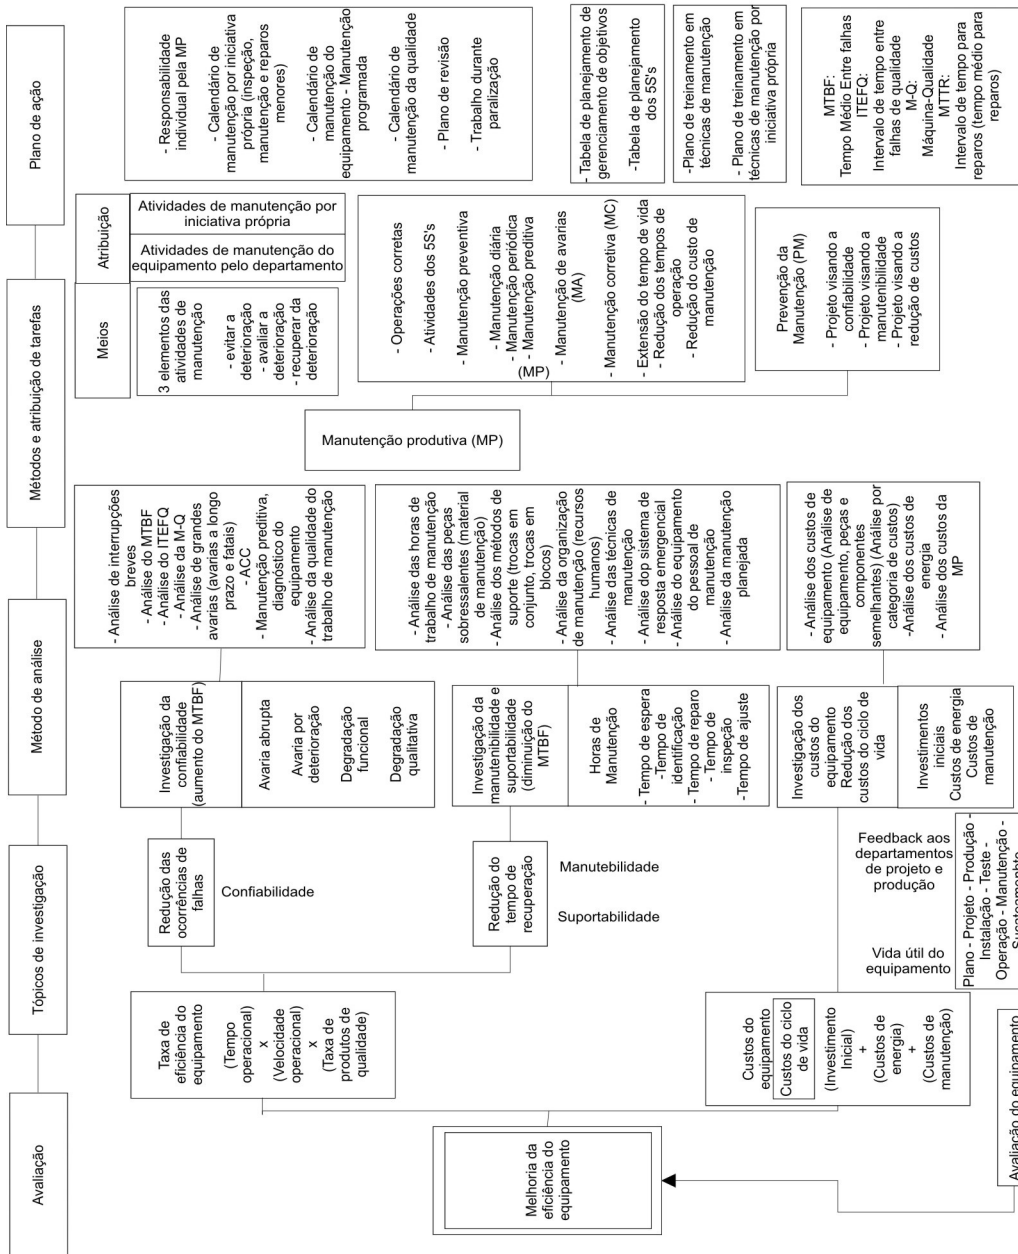 Avaliação
Tópicos de investigação
Método de análise
Métodos e atribuição de tarefas
Plano de ação
Melhoria da
eficiência do
equipamento
Avaliação do equipamento
Taxa de
eficiência do
equipamento
(Tempo
operacional)
x
(Velocidade
operacional)
x
(Taxa de
produtos de
qualidade)
Custos do
equipamento
Custos do ciclo
de vida
(Investimento
Inicial)
+
(Custos de
energia)
+
(Custos de
manutenção)
Redução das
ocorrências de
falhas
Confiabilidade
Redução do
tempo de
recuperação
Manutebilidade
Suportabilidade
Feedback aos
departamentos
de projeto e
produção
Vida útil do
equipamento
Plano - Projeto - Produção -
Instalação - Teste -
Operação - Manutenção -
Investigação da
confiabilidade
(aumento do MTBF)
Avaria abrupta
Avaria por
deterioração
Degradação
funcional
Degradação
qualitativa
Investigação da
manutenibilidade e
suportabilidade
(diminuição do
MTBF)
Horas de
Manutenção
- Tempo de espera
-Tempo de
identificação
- Tempo de reparo
- Tempo de
inspeção
-Tempo de ajuste
Investigação dos
custos do
equipamento
Redução dos
custos do ciclo de
vida
Investimentos
iniciais
Custos de energia
Custos de
manutenção
- Análise de interrupções
breves
- Análise do MTBF
- Análise do ITEFQ
- Análise da M-Q
- Análise de grandes
avarias (avarias a longo
prazo e fatais)
- ACC
- Manutenção preditiva,
diagnóstico do
equipamento
- Análise da qualidade do
trabalho de manutenção
- Análise das horas de
trabalho de manutenção
- Análise das peças
sobressalentes (material
de manutenção)
- Análise dos métodos de
suporte (trocas em
conjunto, trocas em
blocos)
- Análise da organização
de manutenção (recursos
humanos)
- Análise das técnicas de
manutenção
- Análise dop sistema de
resposta emergencial
- Análise do equipamento
do pessoal de
manutenção
- Análise da manutenção
planejada
- Análise dos custos de
equipamento (Análise de
equipamento, peças e
componentes
semelhantes) (Análise por
categoria de custos)
-Análise dos custos de
energia
- Análise dos custos da
MP
Manutenção produtiva (MP)
Meios
Atribuição
3 elementos das
atividades de
manutenção
- evitar a
deterioração
- avaliar a
deterioração
- recuperar da
deterioração
Atividades de manutenção por
iniciativa própria
Atividades de manutenção do
equipamento pelo departamento
(MP)
- Operações corretas
- Atividades dos 5S's
- Manutenção preventiva
- Manutenção diária
- Manutenção periódica
- Manutenção preditiva
- Manutenção de avarias
(MA)
- Manutenção corretiva (MC)
- Extensão do tempo de vida
- Redução dos tempos de
operação
- Redução do custo de
manutenção
Prevenção da
Manutenção (PM)
- Projeto visando a
confiabilidade
- Projeto visando a
manutenibilidade
- Projeto visando a
redução de custos
- Responsabilidade
individual pela MP
- Calendário de
manutenção por iniciativa
própria (inspeção,
manutenção e reparos
menores)
- Calendário de
manutenção do
equipamento - Manutenção
programada
- Calendário de
manutenção da qualidade
- Plano de revisão
- Trabalho durante
paralização
- Tabela de planejamento de
gerenciamento de objetivos
-Tabela de planejamento
dos 5S's
-Plano de treinamento em
técnicas de manutenção
- Plano de treinamento em
técnicas de manutenção por
iniciativa própria
MTBF:
Tempo Médio Entre falhas
ITEFQ:
Intervalo de tempo entre
falhas de qualidade
M-Q:
Máquina-Qualidade
MTTR:
Intervalo de tempo para
reparos (tempo médio para
reparos)